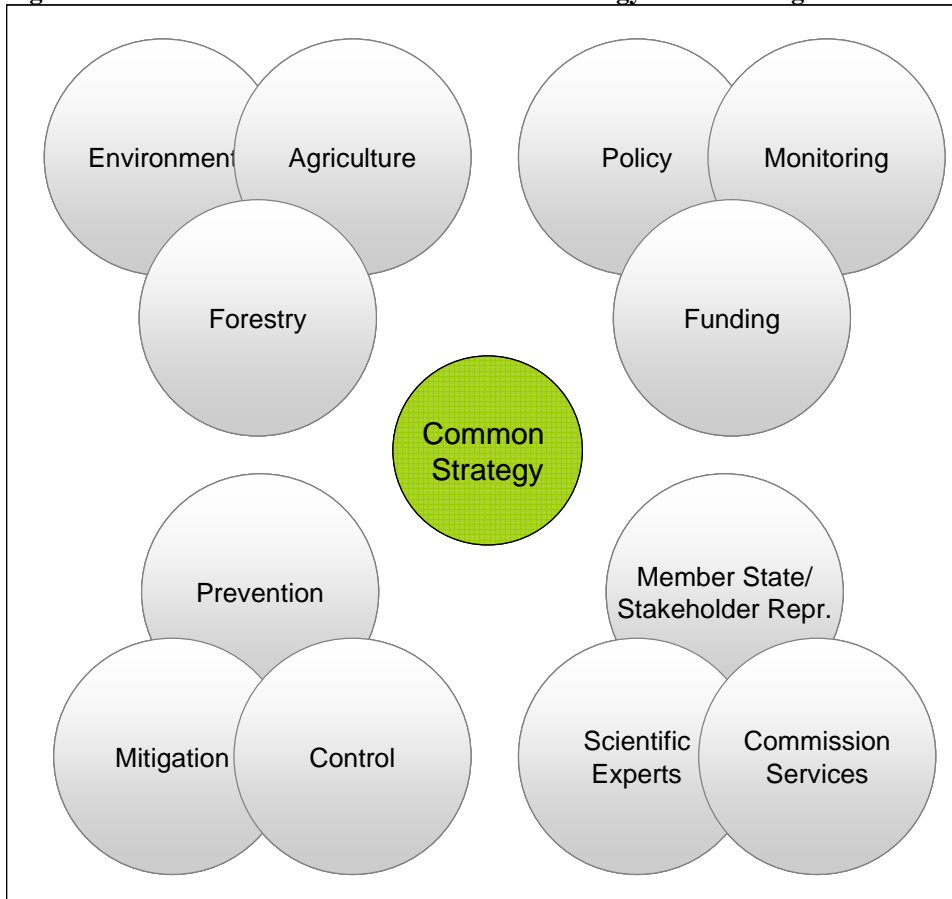 Environment
Agriculture
Policy
Monitoring
Forestry
Funding
Common
Strategy
Prevention
Member State/
Stakeholder Repr.
Mitigation
Control
Scientific
Experts
Commission
Services